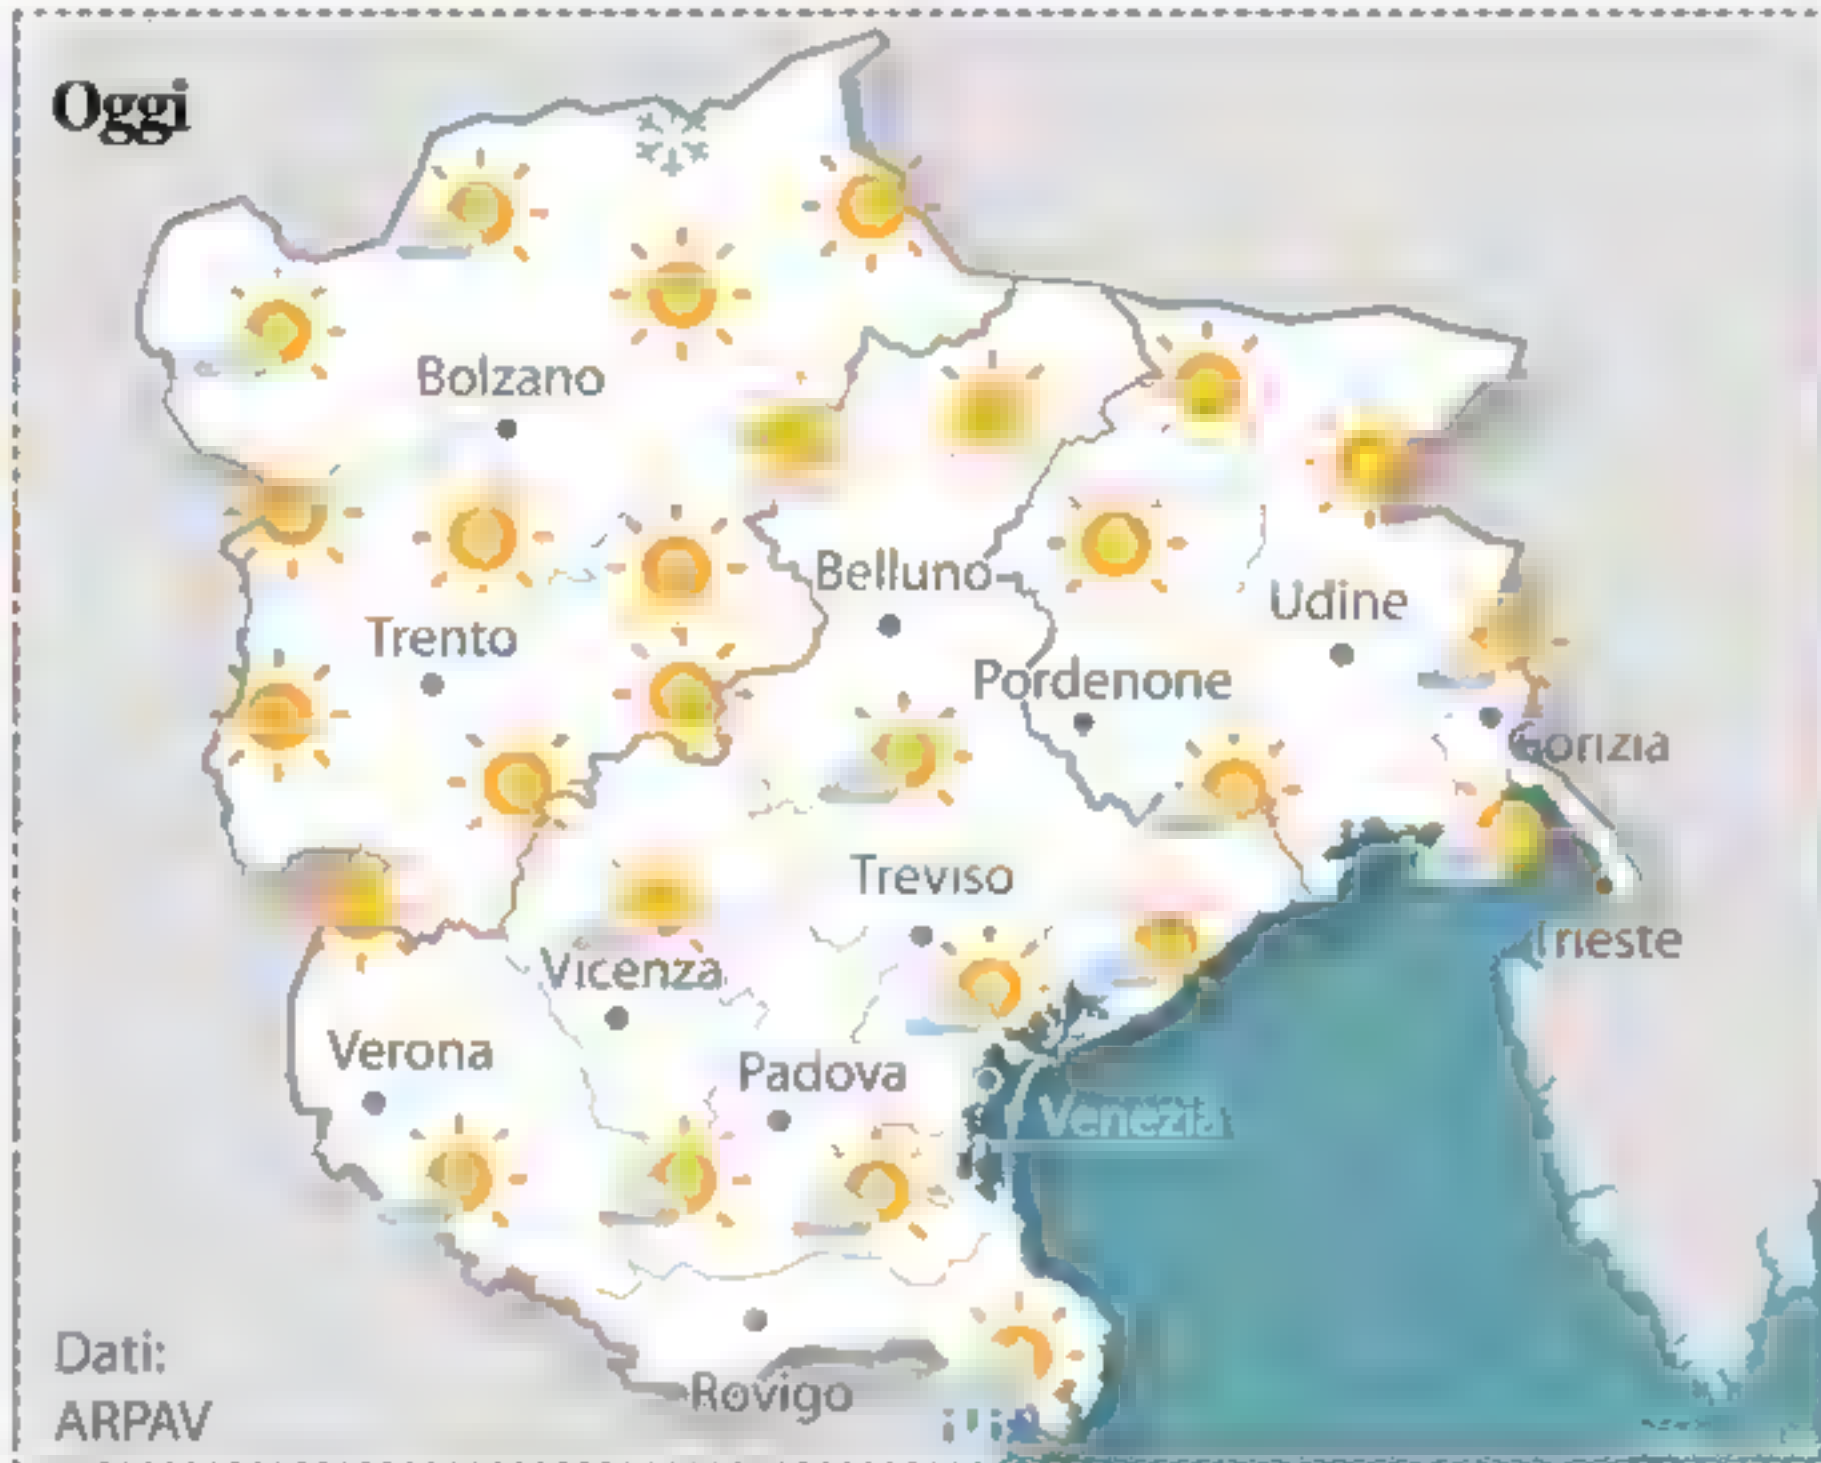 Oggi
Bolzano
Belluno
Udine
Trento
Pordenone
Gorizia
Treviso
Trieste
Vicenza
Verona
Padova
Venezia
Rovigo
Dati:
ARPAV